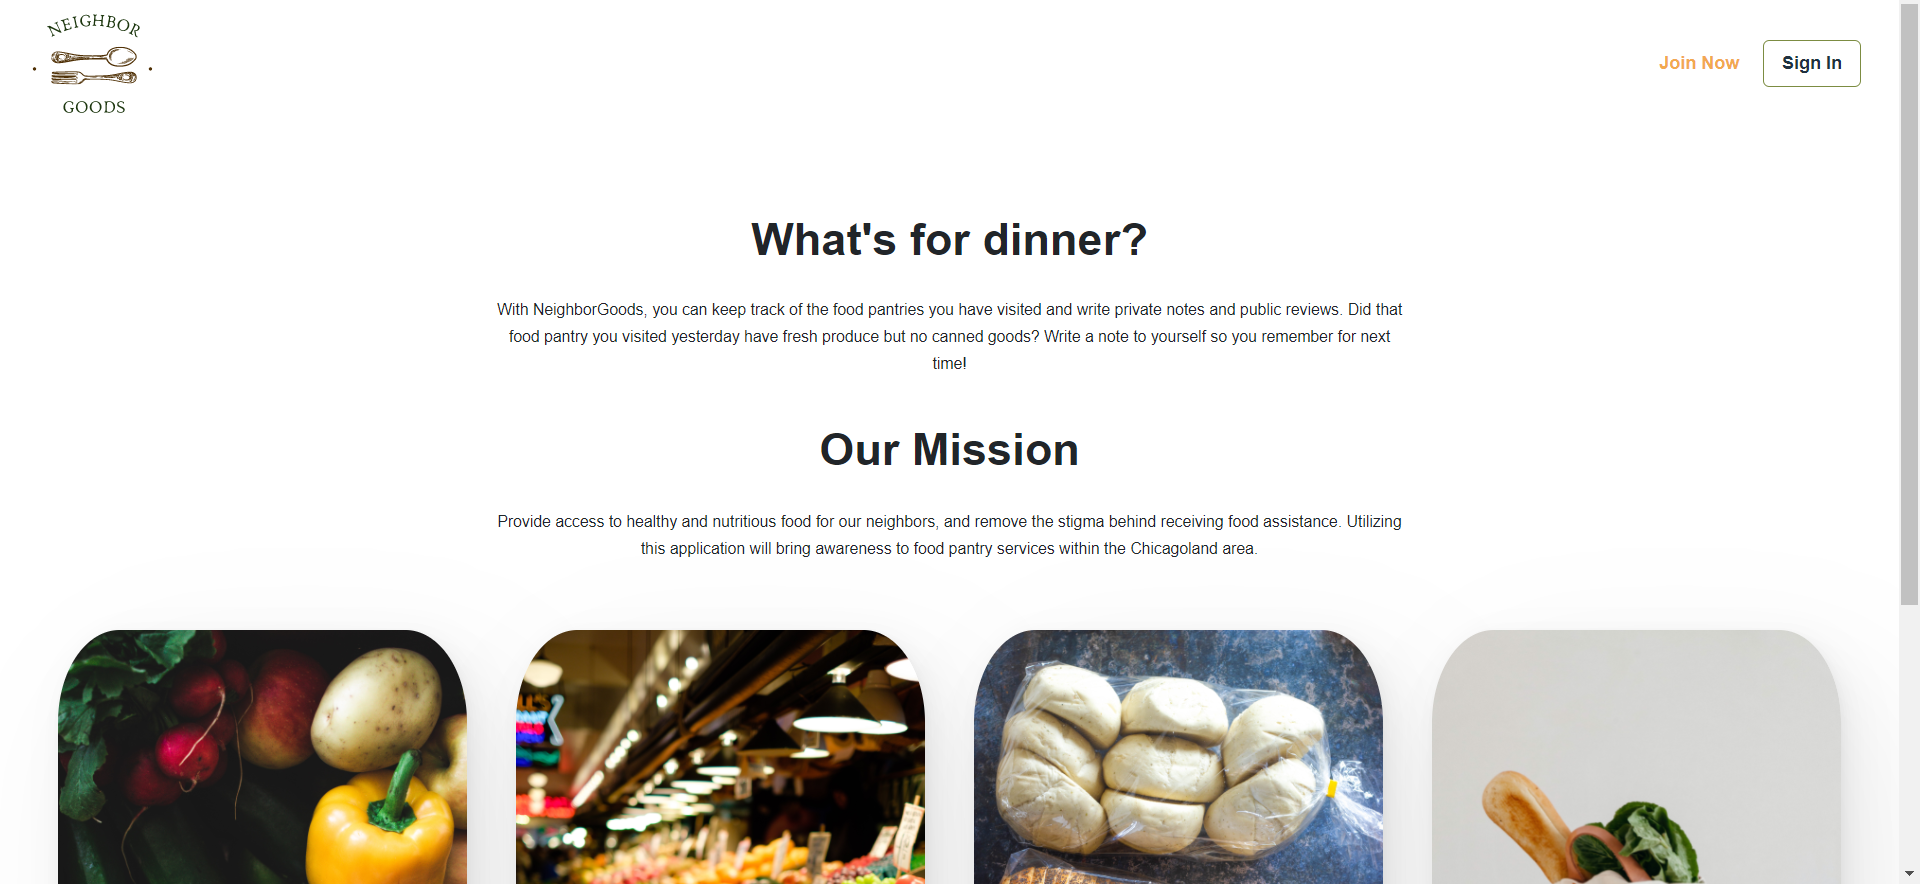 NEIGHBOR
GOODS
Join Now
Sign In
What's for dinner?
With NeighborGoods, you can keep track of the food pantries you have visited and write private notes and public reviews. Did that
food pantry you visited yesterday have fresh produce but no canned goods? Write a note to yourself so you remember for next
time!
Our Mission
Provide access to healthy and nutritious food for our neighbors, and remove the stigma behind receiving food assistance. Utilizing
this application will bring awareness to food pantry services within the Chicagoland area.